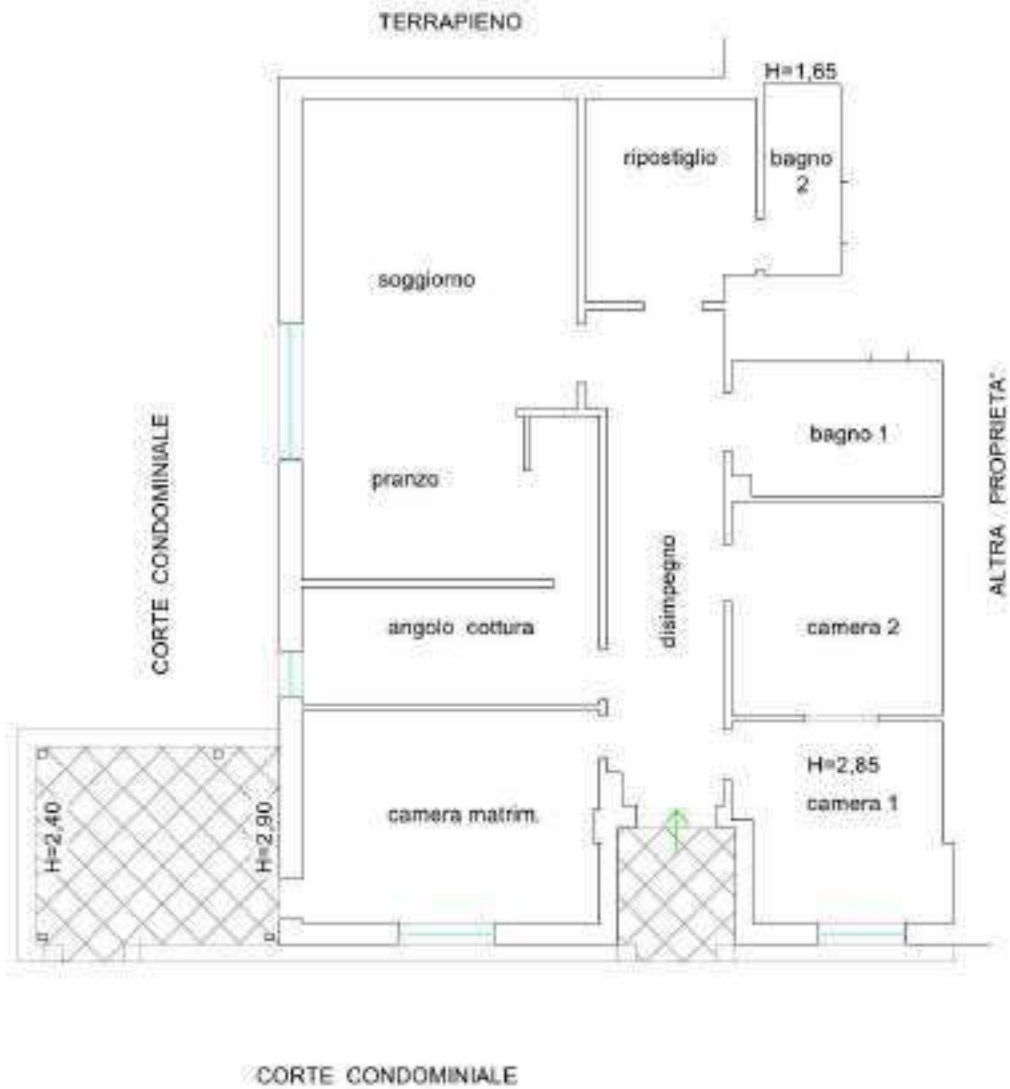 TERRAPIENO
H=1,65
ripostiglio
bagno
2
soggiorno
CORTE CONDOMINIALE
pranzo
bagno 1
ALTRA PROPRIETA'
disimpegno
angolo cottura
camera 2
H=2,85
camera 1
camera matrim.
H=2,40
H=2,90
CORTE CONDOMINIALE